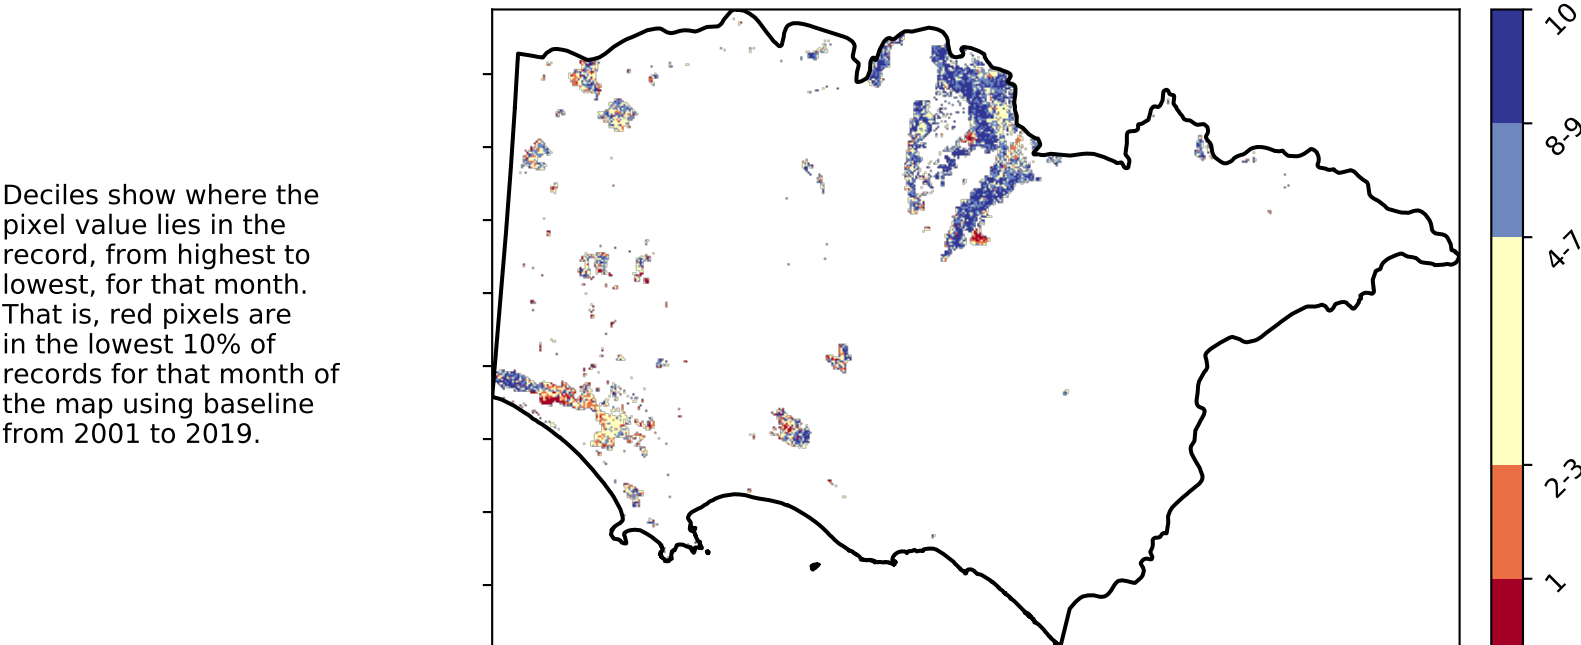 Deciles show where the
pixel value lies in the
record, from highest to
lowest, for that month.
That is, red pixels are
in the lowest 10% of
records for that month of
the map using baseline
from 2001 to 2019.
10
8-9
4-7
2-3
1